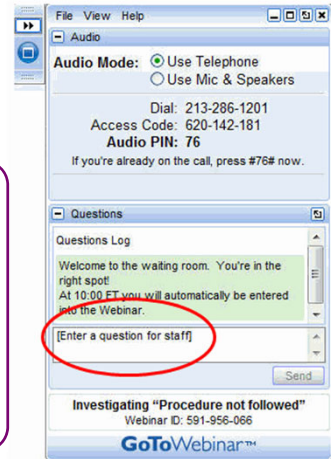 File View Help
Audio
Audio Mode: Use Telephone
Use Mic & Speakers
Dial: 213-286-1201
Access Code: 620-142-181
Audio PIN: 76
If you're already on the call, press #76# now.
Questions
Questions Log
Welcome to the waiting room. You're in the
right spot!
At 10:00 ET you will automatically be entered
into the Webinar.
[Enter a question for staff]
Send
Investigating “Procedure not followed”
Webinar ID: 591-956-066
GoToWebinar™